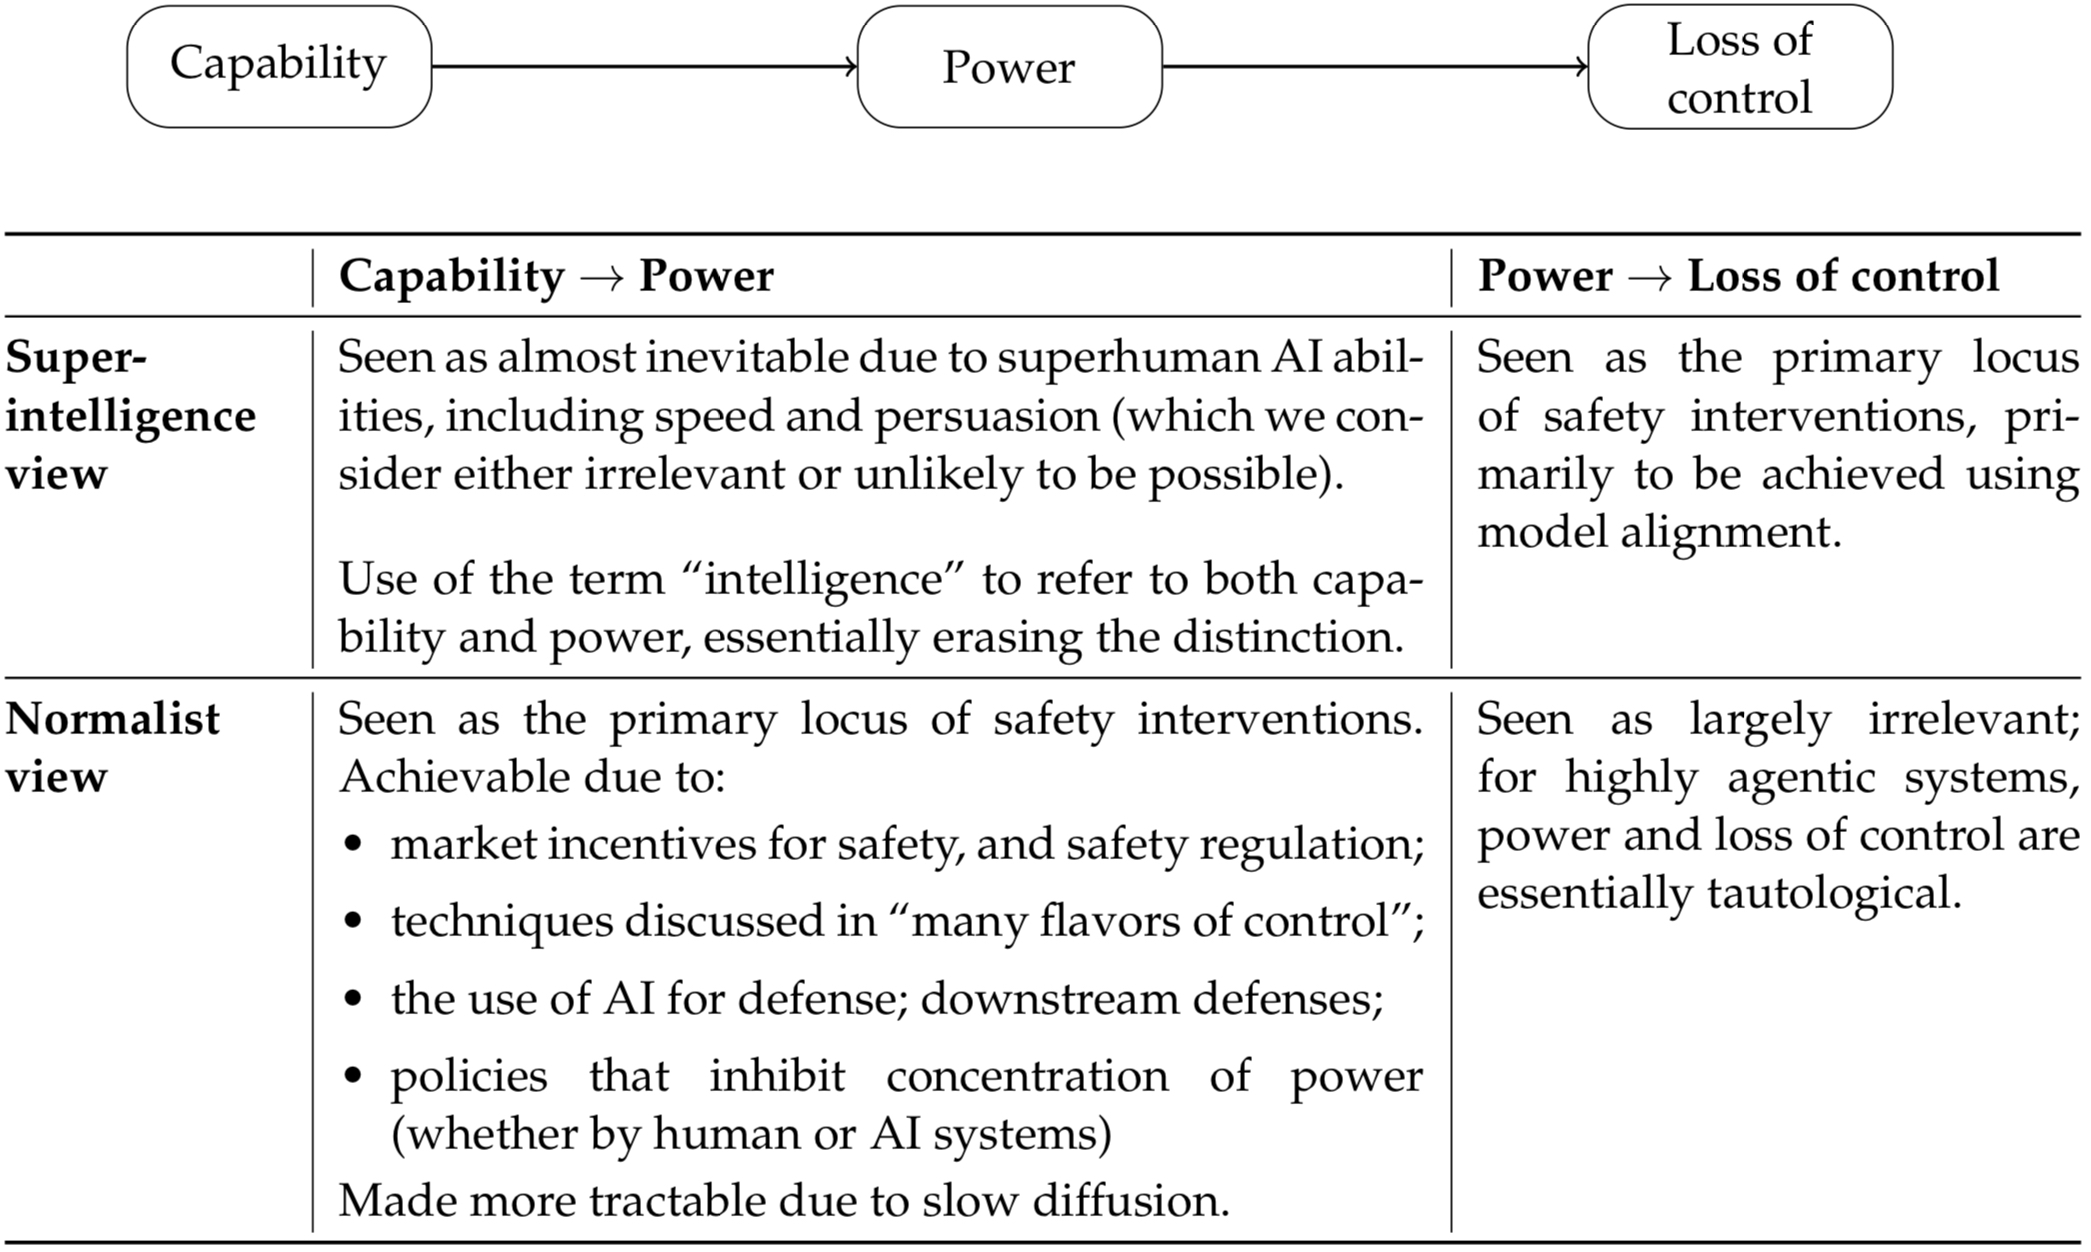 Capability
Power
Loss of
control
Capability → Power
Power → Loss of control
Super-
intelligence
view
Seen as almost inevitable due to superhuman AI abil-
ities, including speed and persuasion (which we con-
sider either irrelevant or unlikely to be possible).
Use of the term “intelligence” to refer to both capa-
bility and power, essentially erasing the distinction.
Seen as the primary locus
of safety interventions, pri-
marily to be achieved using
model alignment.
Normalist
view
Seen as the primary locus of safety interventions.
Achievable due to:
• market incentives for safety, and safety regulation;
• techniques discussed in “many flavors of control”;
• the use of AI for defense; downstream defenses;
• policies that inhibit concentration of power
(whether by human or AI systems)
Made more tractable due to slow diffusion.
Seen as largely irrelevant;
for highly agentic systems,
power and loss of control are
essentially tautological.